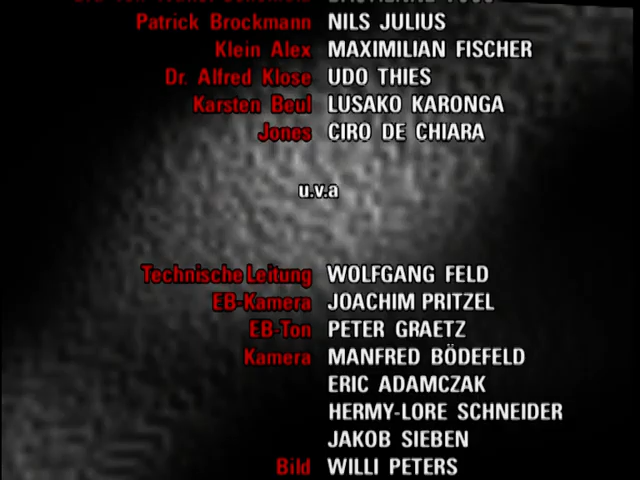 Patrick Brockmann NILS JULIUS
Klein Alex MAXIMILIAN FISCHER
Dr. Alfred Klose UDO THIES
Karsten Beul LUSAKO KARONGA
Jones CIRO DE CHIARA
u.v.a
Technische Leitung WOLFGANG FELD
EB-Kamera JOACHIM PRITZEL
EB-Ton PETER GRAETZ
Kamera MANFRED BÖDEFELD
ERIC ADAMCZAK
HERMY-LORE SCHNEIDER
JAKOB SIEBEN
Bild WILLI PETERS